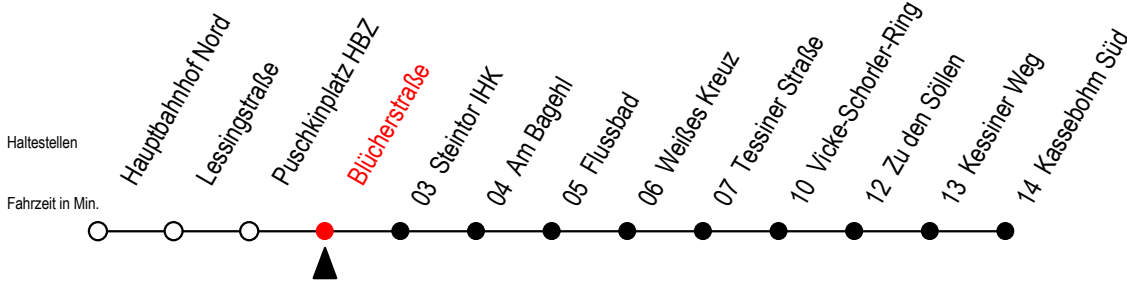 Haltestellen
Fahrzeit in Min.
Hauptbahnhof Nord
Lessingstraße
Puschkinplatz HBZ
Blücherstraße
03 Steintor IHK
04 Am Bagehl
05 Flussbad
06 Weißes Kreuz
07 Tessiner Straße
10 Vicke-Schorler-Ring
12 Zu den Söllen
13 Kessiner Weg
14 Kassebohm Süd